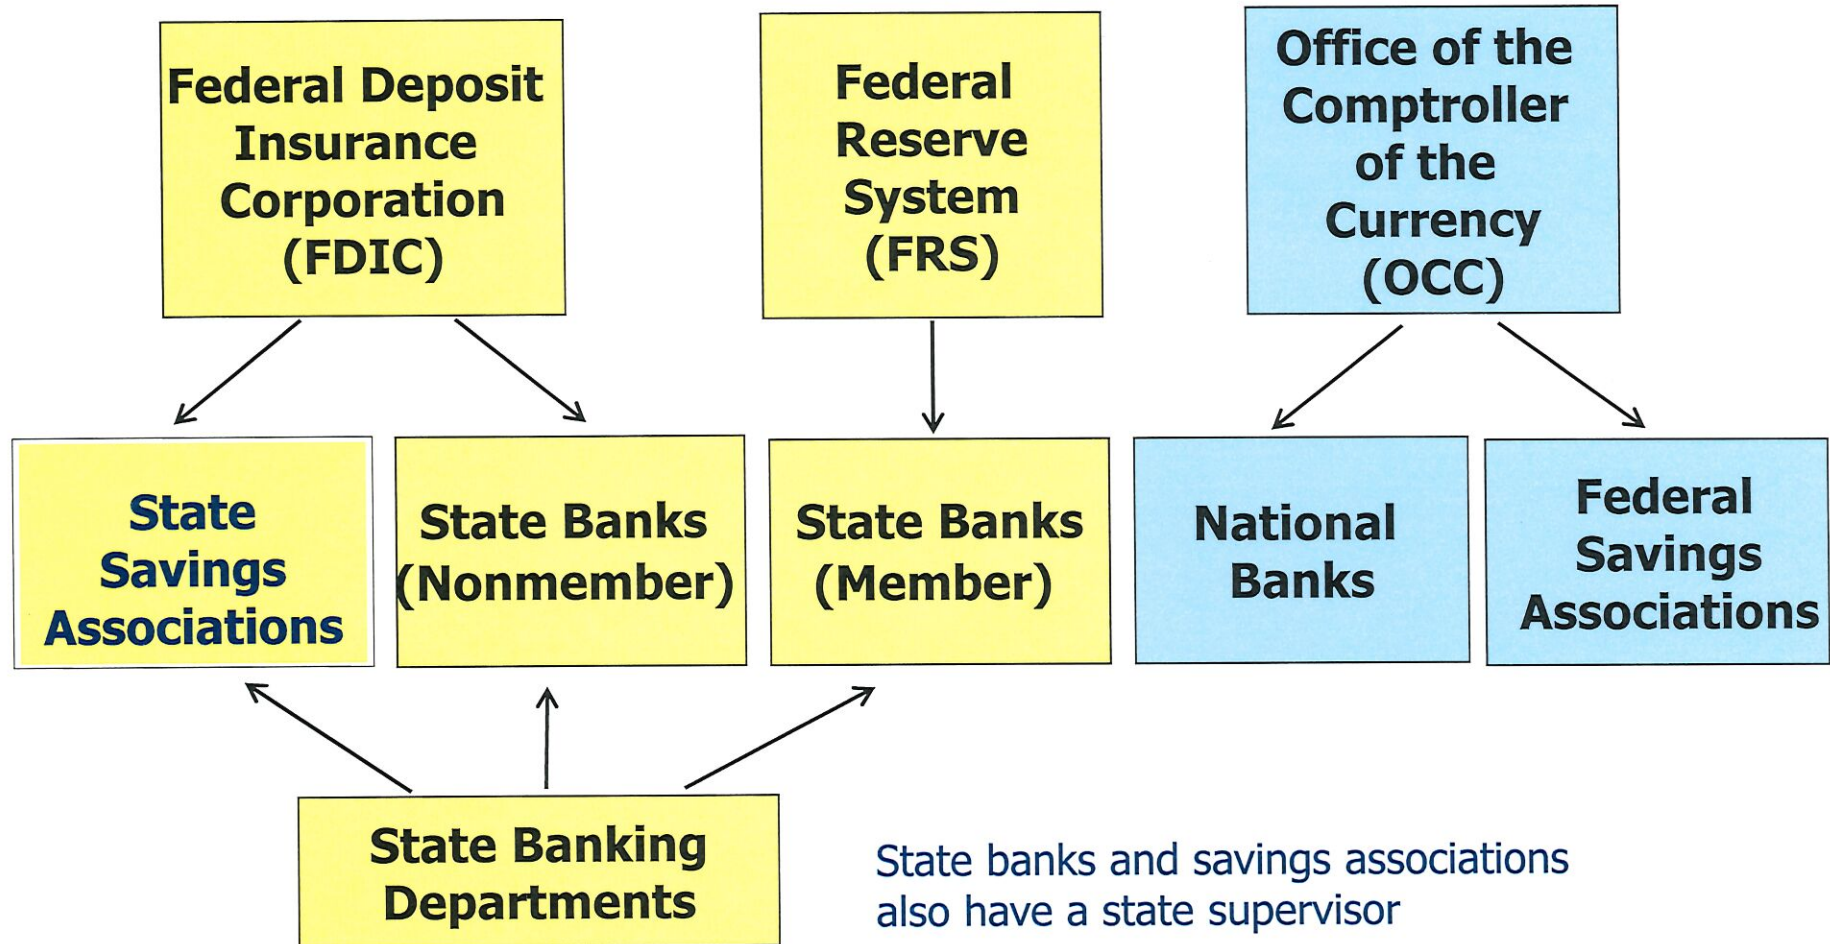 Federal Deposit
Insurance
Corporation
(FDIC)
Federal
Reserve
System
(FRS)
Office of the
Comptroller
of the
Currency
(OCC)
State
Savings
Associations
State Banks
(Nonmember)
State Banks
(Member)
National
Banks
Federal
Savings
Associations
State Banking
Departments
State banks and savings associations
also have a state supervisor